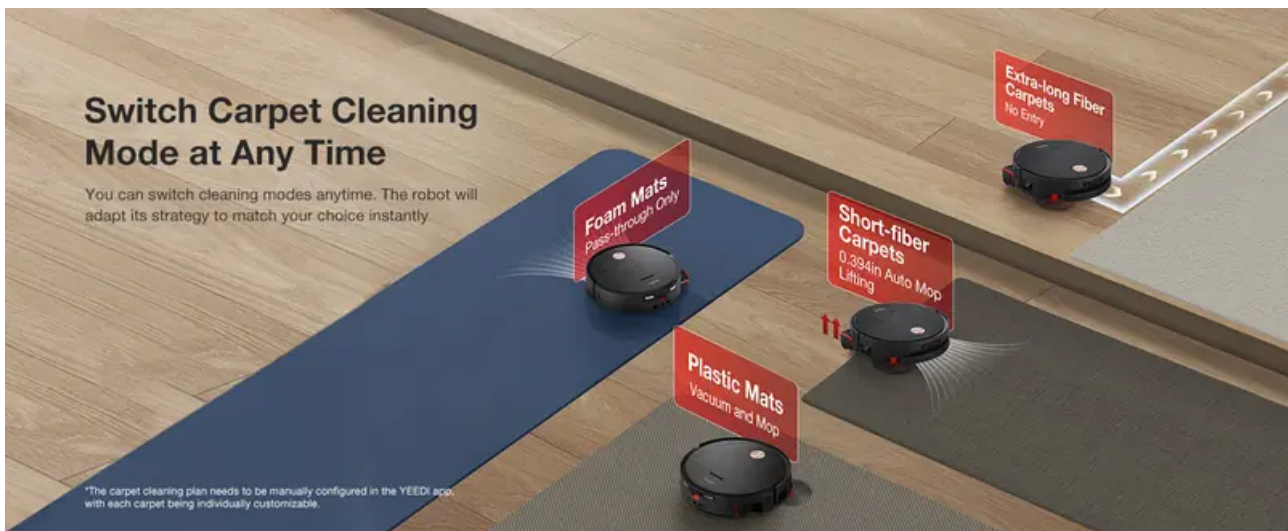 Switch Carpet Cleaning
Mode at Any Time
You can switch cleaning modes anytime. The robot will
adapt its strategy to match your choice instantly
Extra-long Fiber
Carpets
No Entry
Foam Mats
Pass-through Only
Short-fiber
Carpets
0.394in Auto Mop
Lifting
Plastic Mats
Vacuum and Mop
*The carpet cleaning plan needs to be manually configured in the YEEDI app,
with each carpet being individually customizable.